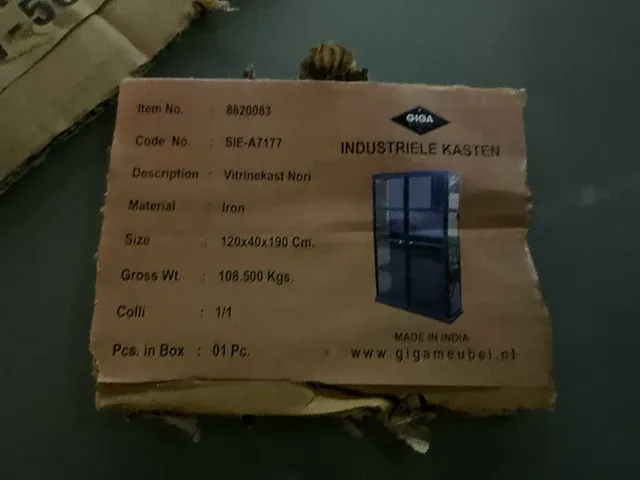 Item No. : 8820083
Code No. : SIE-A7177
Description : Vitrinekast Nori
Material : Iron
Size : 120x40x190 Cm.
Gross Wt. : 108.500 Kgs.
Colli : 1/1
Pcs. in Box : 01 Pc.
GIGA
INDUSTRIELE KASTEN
MADE IN INDIA
www.gigameubel.nl